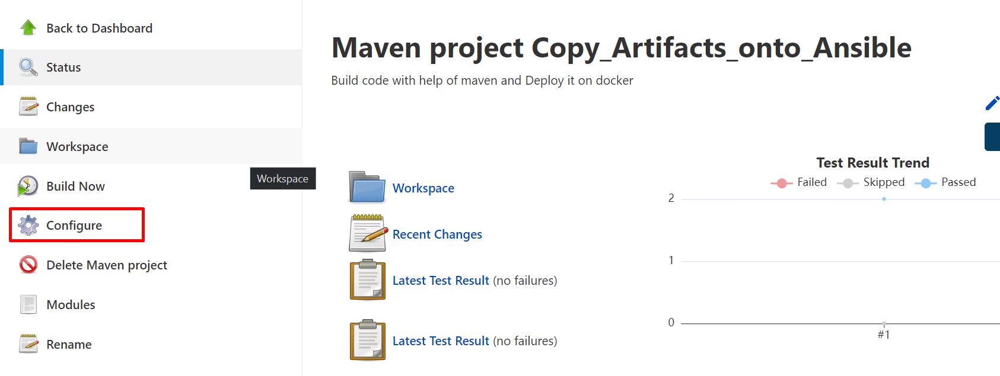 Back to Dashboard
Status
Changes
Workspace
Build Now
Workspace
Configure
Delete Maven project
Modules
Rename
Maven project Copy_Artifacts_onto_Ansible
Build code with help of maven and Deploy it on docker
Workspace
Recent Changes
Latest Test Result (no failures)
Latest Test Result (no failures)
Test Result Trend
Failed Skipped Passed
2
1
0
#1